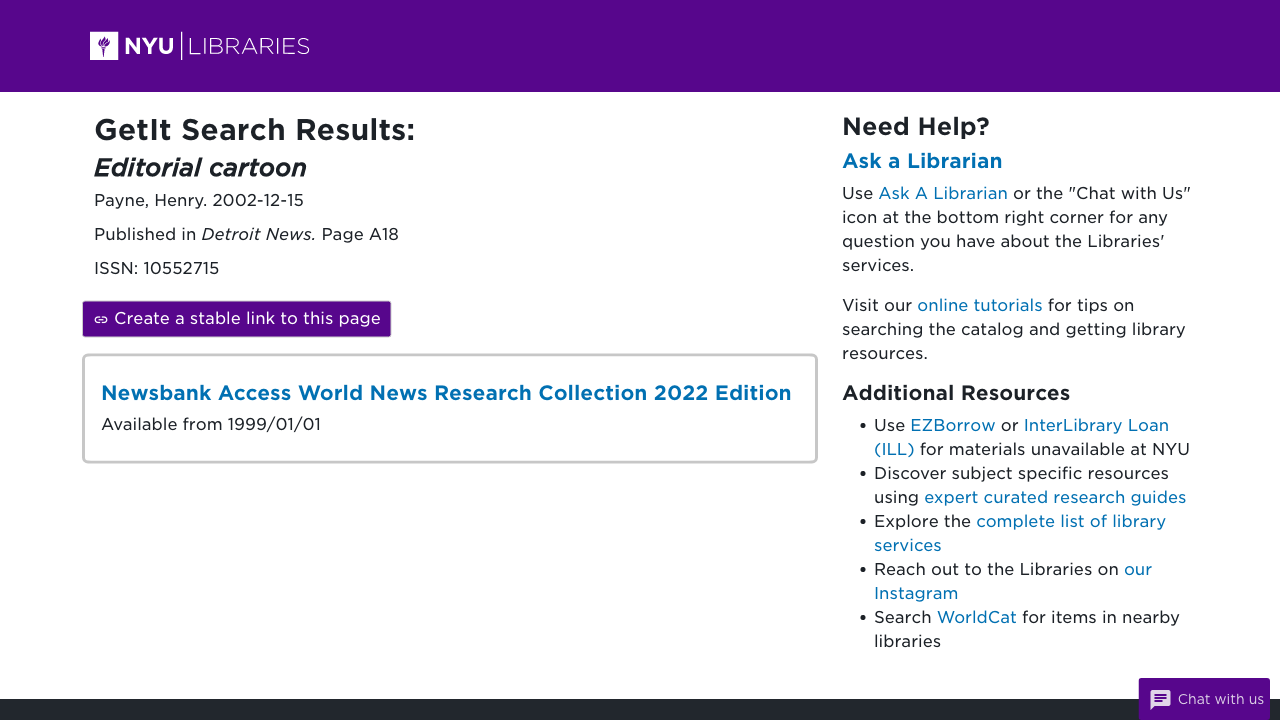 NYU LIBRARIES
GetIt Search Results:
Editorial cartoon
Payne, Henry. 2002-12-15
Published in Detroit News. Page A18
ISSN: 10552715
Create a stable link to this page
Newsbank Access World News Research Collection 2022 Edition
Available from 1999/01/01
Need Help?
Ask a Librarian
Use Ask A Librarian or the "Chat with Us"
icon at the bottom right corner for any
question you have about the Libraries'
services.
Visit our online tutorials for tips on
searching the catalog and getting library
resources.
Additional Resources
• Use EZBorrow or InterLibrary Loan
(ILL) for materials unavailable at NYU
• Discover subject specific resources
using expert curated research guides
• Explore the complete list of library
services
• Reach out to the Libraries on our
Instagram
• Search WorldCat for items in nearby
libraries
Chat with us